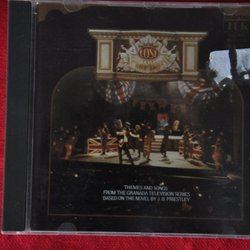 THEMES AND SONGS
FROM THE GRANADA TELEVISION SERIES
BASED ON THE NOVEL BY J. B. PRIESTLEY